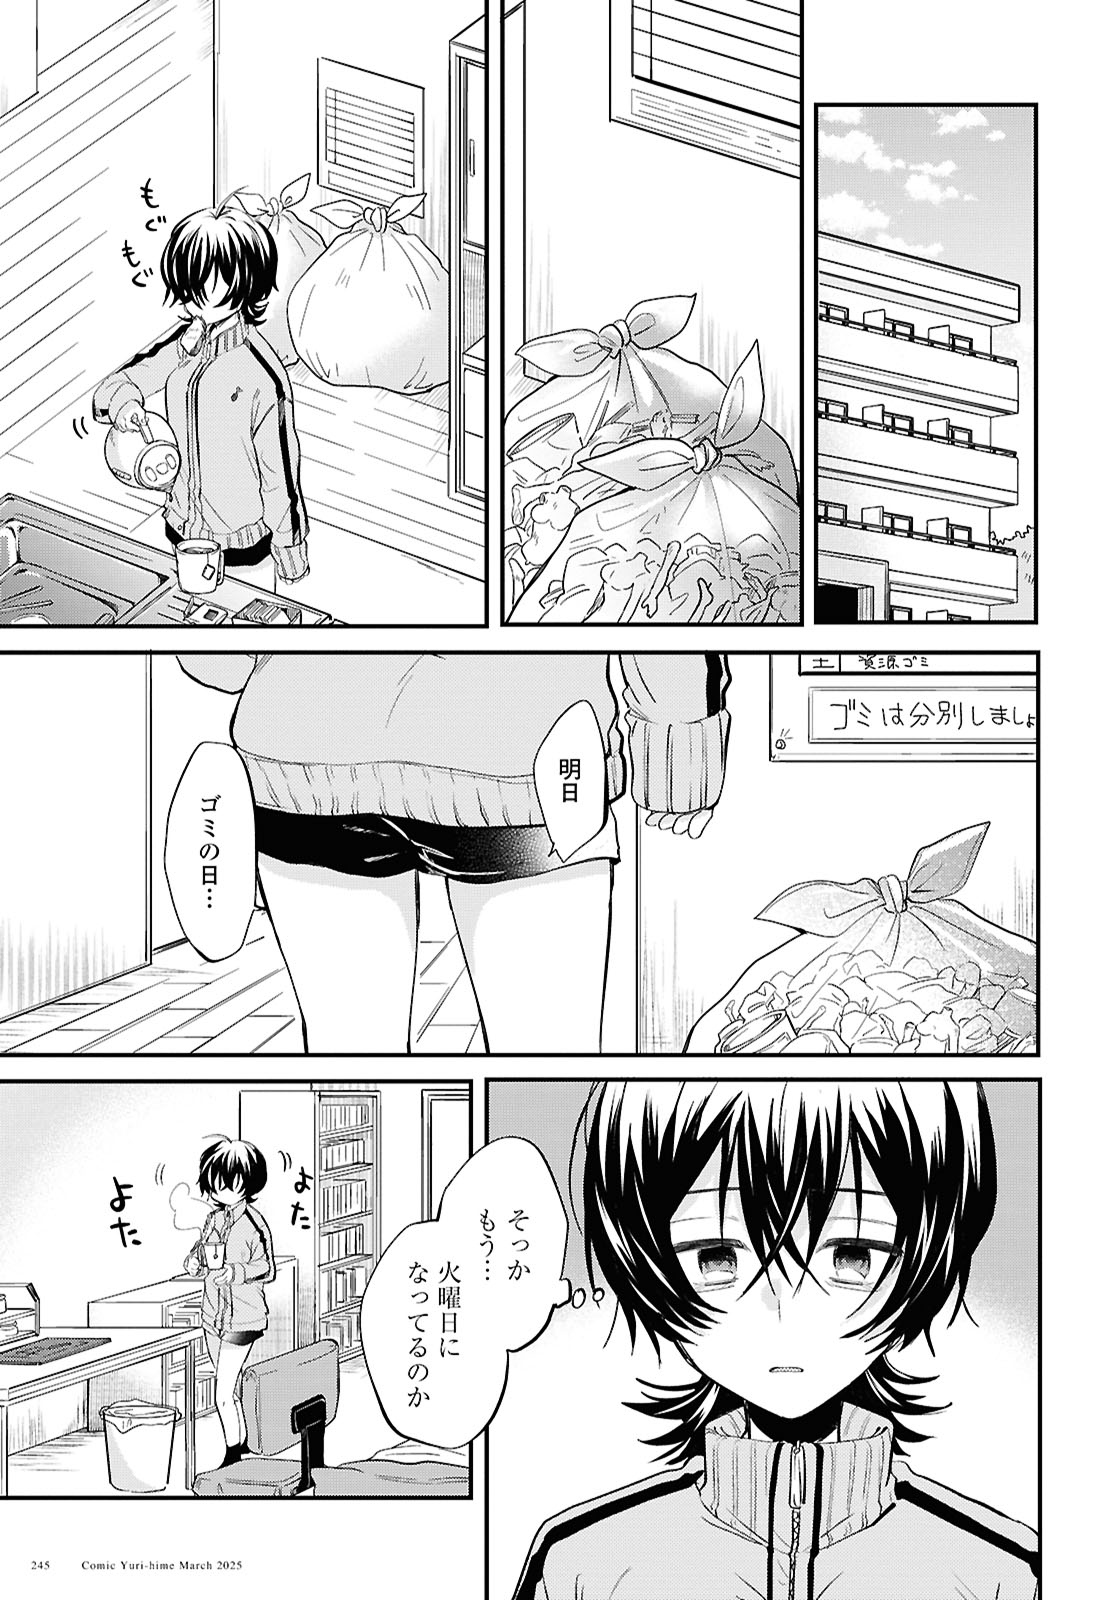 もぐ
もぐ
土 資源ゴミ
ゴミは分別しましょ
明日
ゴミの日…
そっか
もう…
火曜日に
なってるのか
よた
よた
245 Comic Yuri-hime March 2025